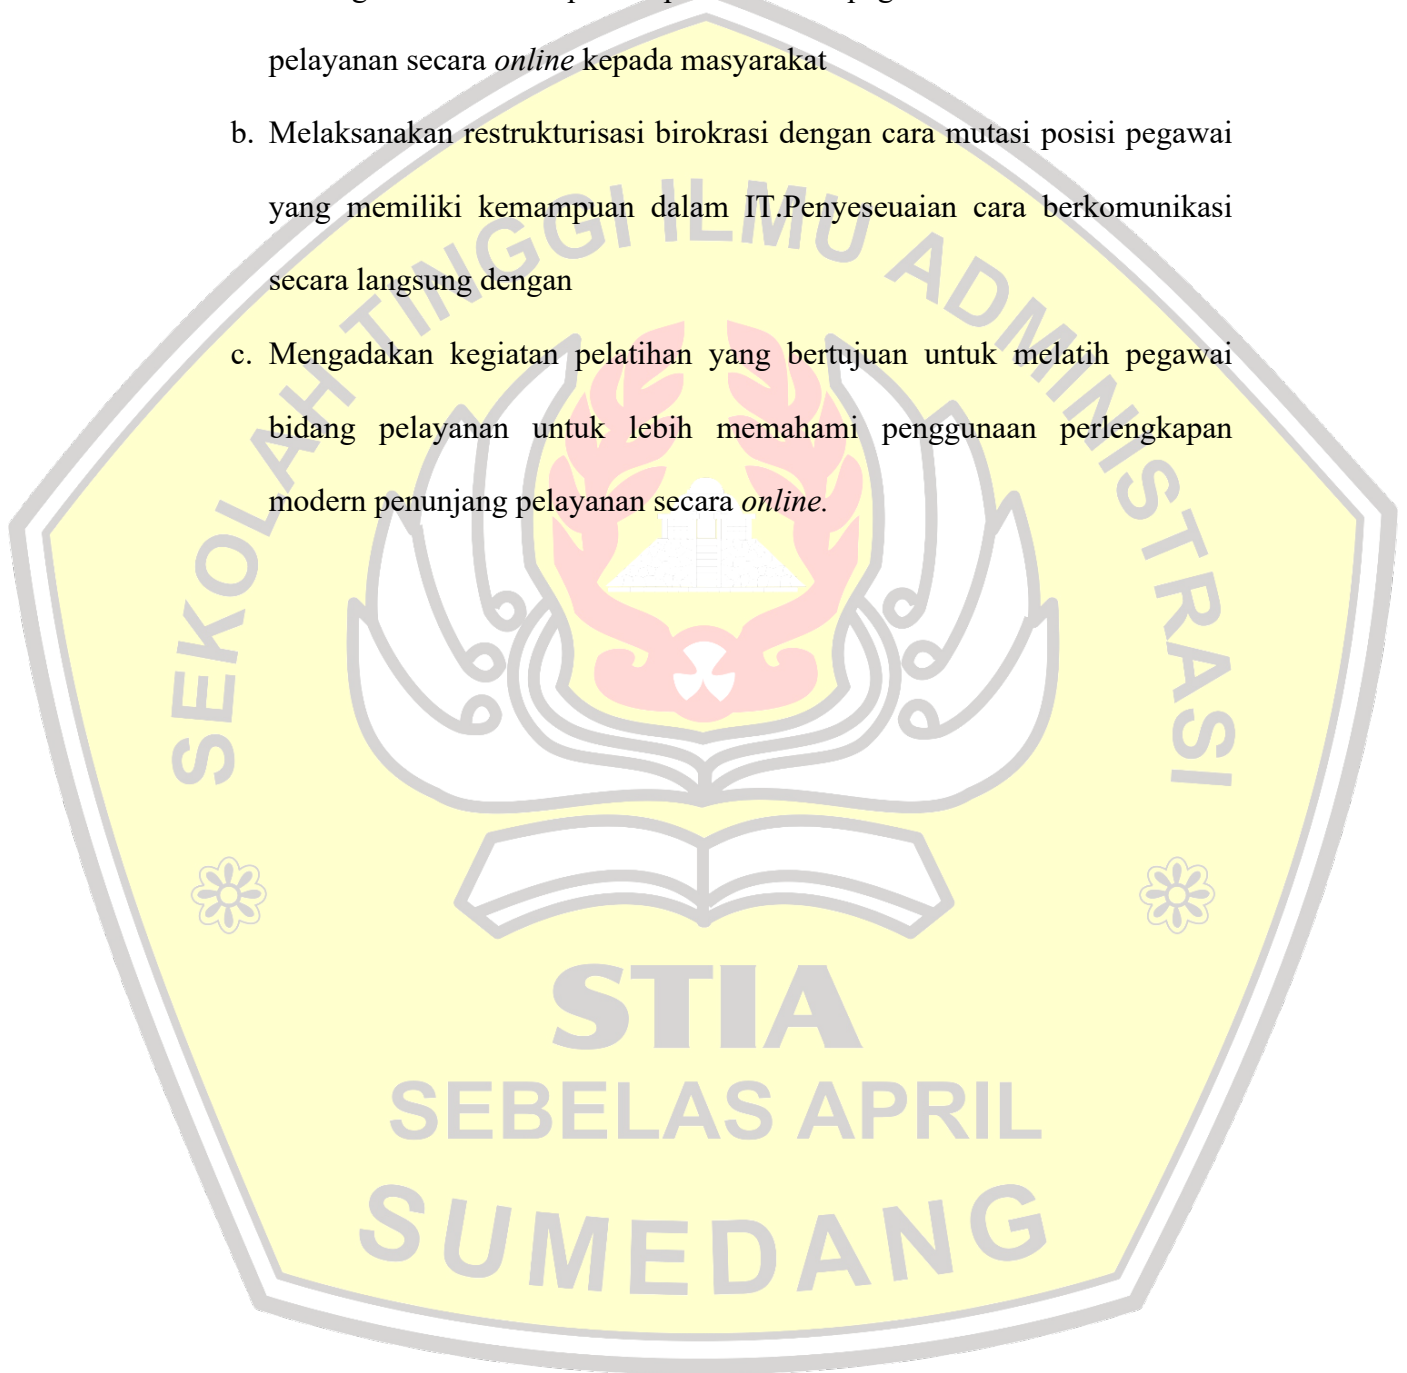 pelayanan secara online kepada masyarakat
b. Melaksanakan restrukturisasi birokrasi dengan cara mutasi posisi pegawai
yang memiliki kemampuan dalam IT.Penyeseuaian cara berkomunikasi
secara langsung dengan
c. Mengadakan kegiatan pelatihan yang bertujuan untuk melatih pegawai
bidang pelayanan untuk lebih memahami penggunaan perlengkapan
modern penunjang pelayanan secara online.
SEKOLAH TINGGI ILMU ADMINISTRASI
STIA
SEBELAS APRIL
SUMEDANG